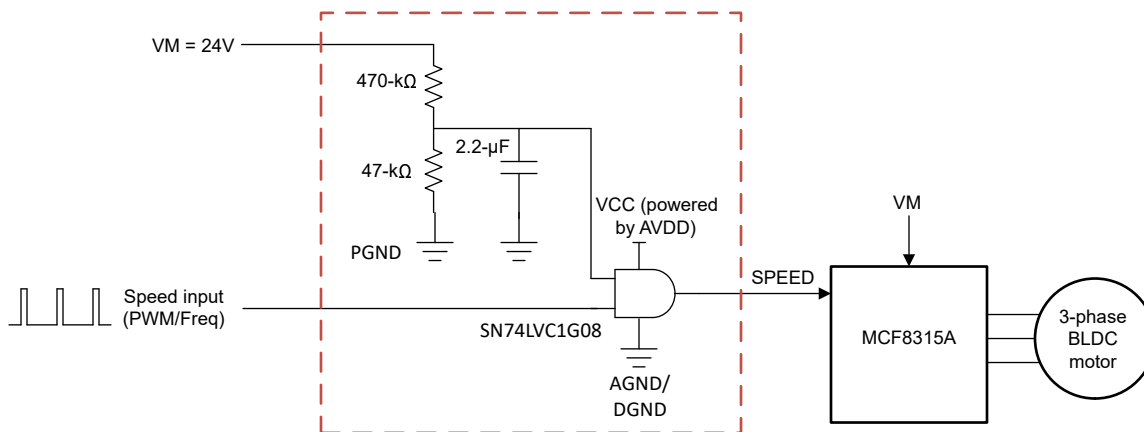 VM = 24V
470-kΩ
47-kΩ
2.2-µF
PGND
VCC (powered
by AVDD)
Speed input
(PWM/Freq)
SN74LVC1G08
AGND/
DGND
SPEED
VM
MCF8315A
3-phase
BLDC
motor